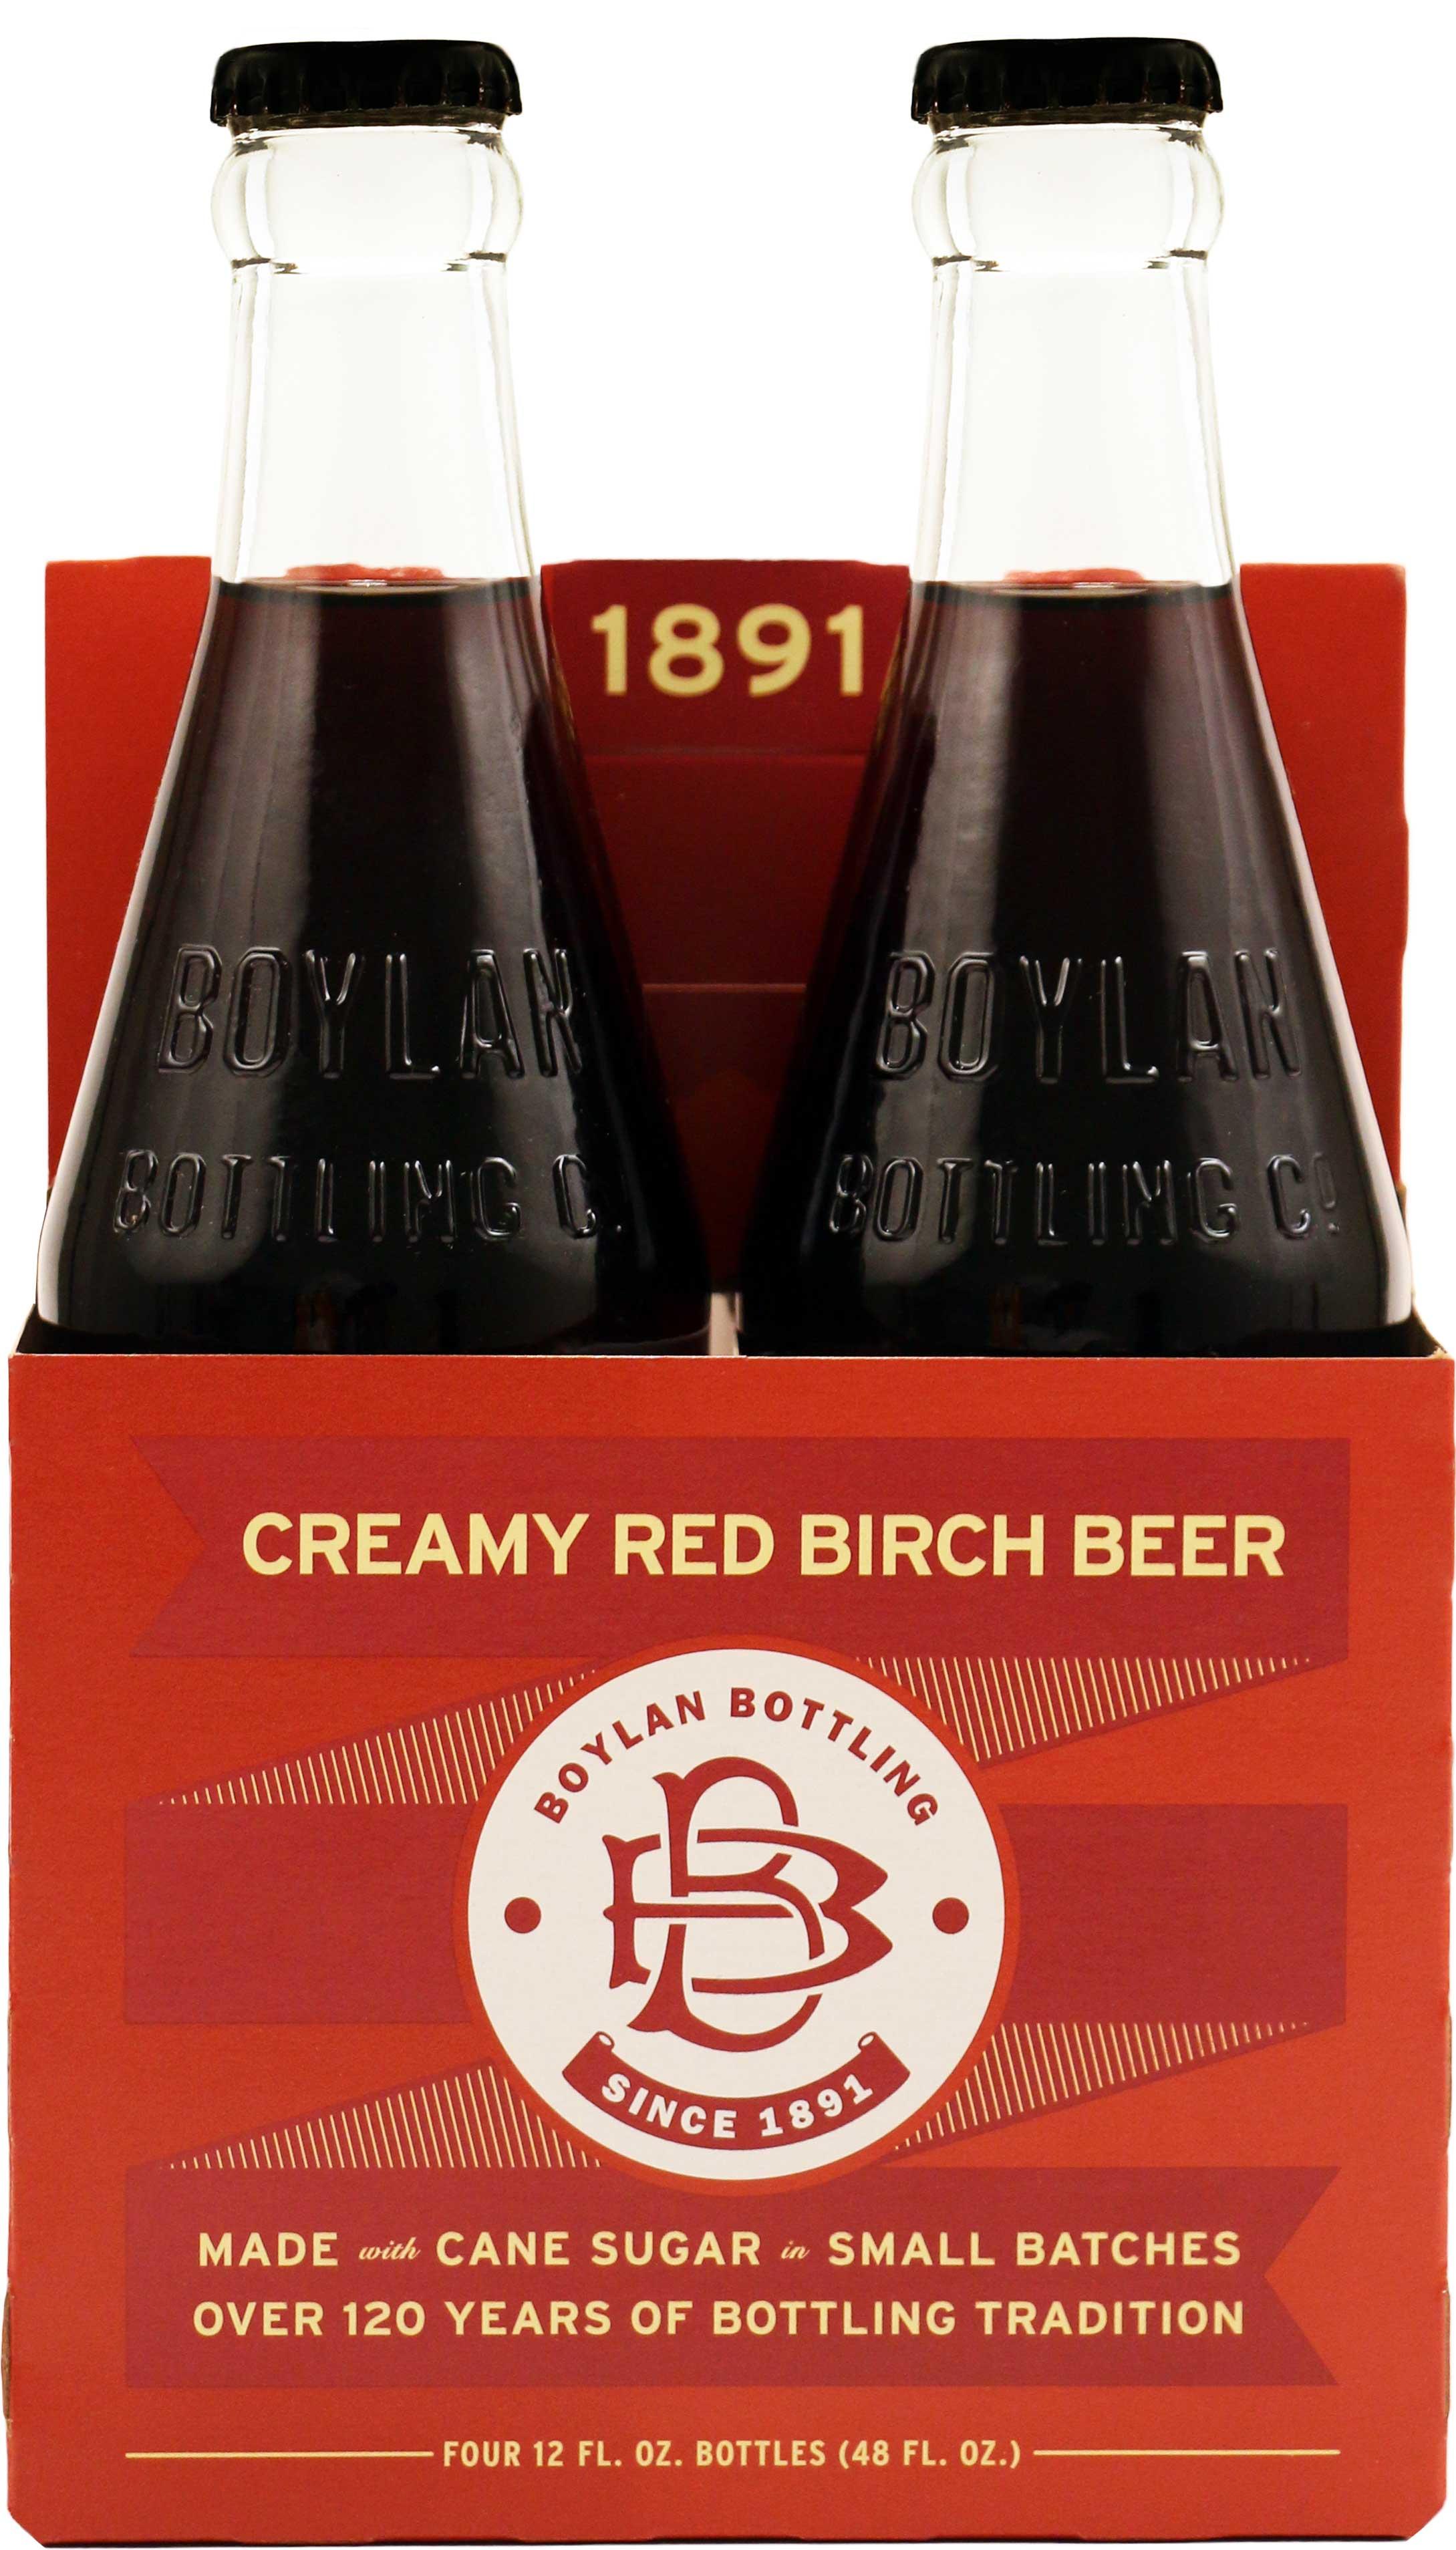 1891
BOYLAN
BOTTLING CO
BOYLAN
BOTTLING CO
CREAMY RED BIRCH BEER
BOYLAN BOTTLING
BB
SINCE 1891
MADE with CANE SUGAR in SMALL BATCHES
OVER 120 YEARS OF BOTTLING TRADITION
FOUR 12 FL. OZ. BOTTLES (48 FL. OZ.)